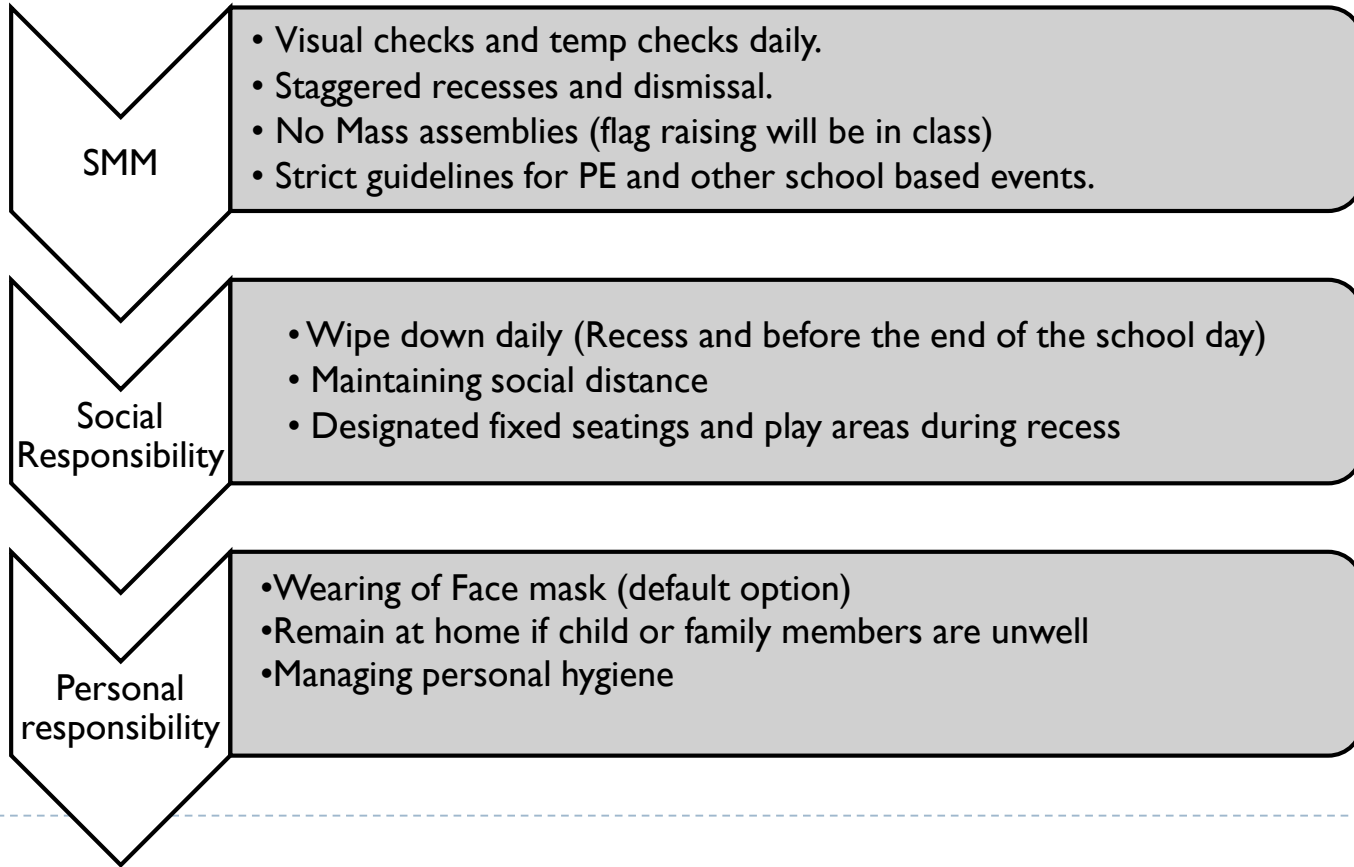 SMM
• Visual checks and temp checks daily.
• Staggered recesses and dismissal.
• No Mass assemblies (flag raising will be in class)
• Strict guidelines for PE and other school based events.
Social
Responsibility
• Wipe down daily (Recess and before the end of the school day)
• Maintaining social distance
• Designated fixed seatings and play areas during recess
Personal
responsibility
•Wearing of Face mask (default option)
•Remain at home if child or family members are unwell
•Managing personal hygiene